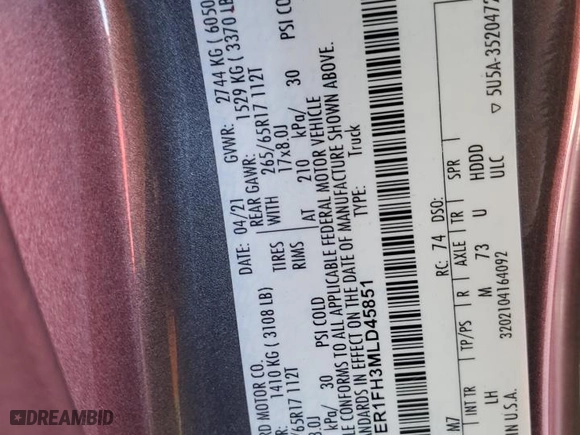 DATE: 04/21 GVWR: 2744 KG ( 6050
RD MOTOR CO. REAR GAWR: 1529 KG ( 3370 LB
1410 KG ( 3108 LB) TIRES WITH 265/65R17 112T
/65R17 112T RIMS 17x8.0J
8.0J AT 210 kPa/ 30 PSI CO
kPa/ 30 PSI COLD
LE CONFORMS TO ALL APPLICABLE FEDERAL MOTOR VEHICLE
STANDARDS IN EFFECT ON THE DATE OF MANUFACTURE SHOWN ABOVE.
ER1FH3MLD45851 TYPE: Truck
RC: 74 DSO:
M7 INT TR TP/PS R AXLE TR SPR
LH M 73 U HDDD
IN U.S.A. 3202104164092 ULC
▽ 5U5A-3520472
DREAMBID